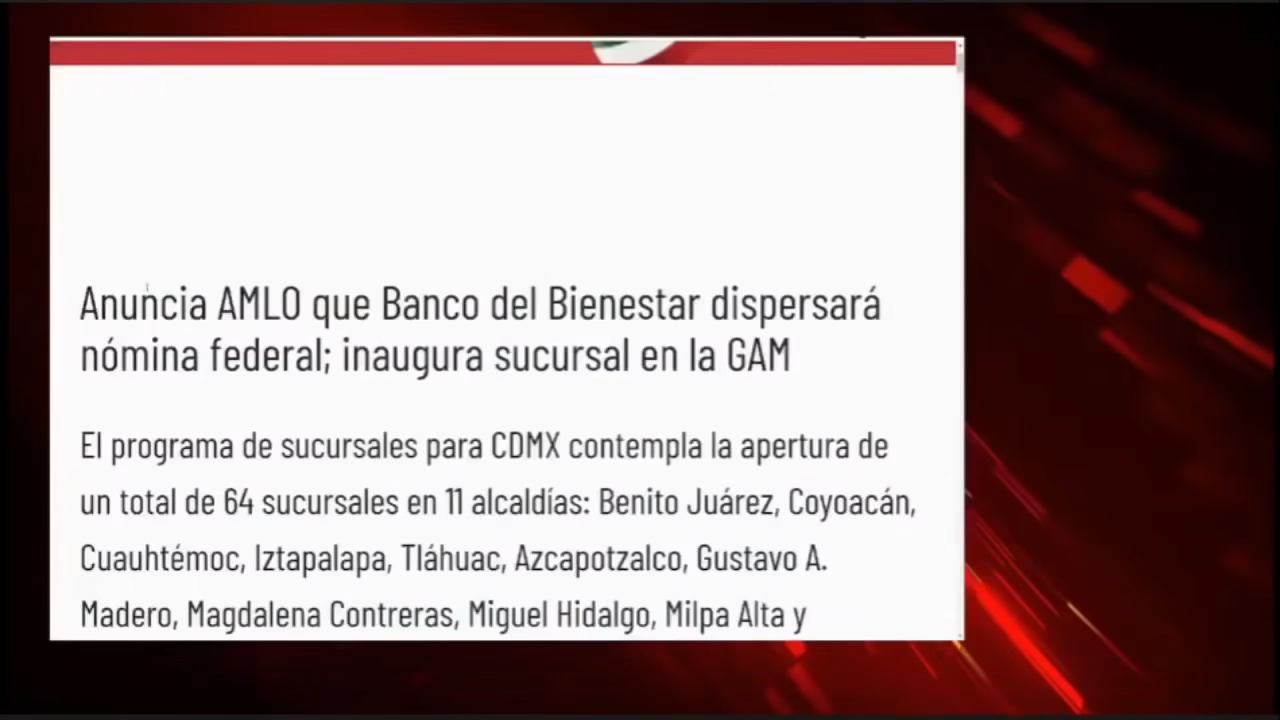 Anuncia AMLO que Banco del Bienestar dispersará
nómina federal; inaugura sucursal en la GAM
El programa de sucursales para CDMX contempla la apertura de
un total de 64 sucursales en 11 alcaldías: Benito Juárez, Coyoacán,
Cuauhtémoc, Iztapalapa, Tláhuac, Azcapotzalco, Gustavo A.
Madero, Magdalena Contreras, Miguel Hidalgo, Milpa Alta y